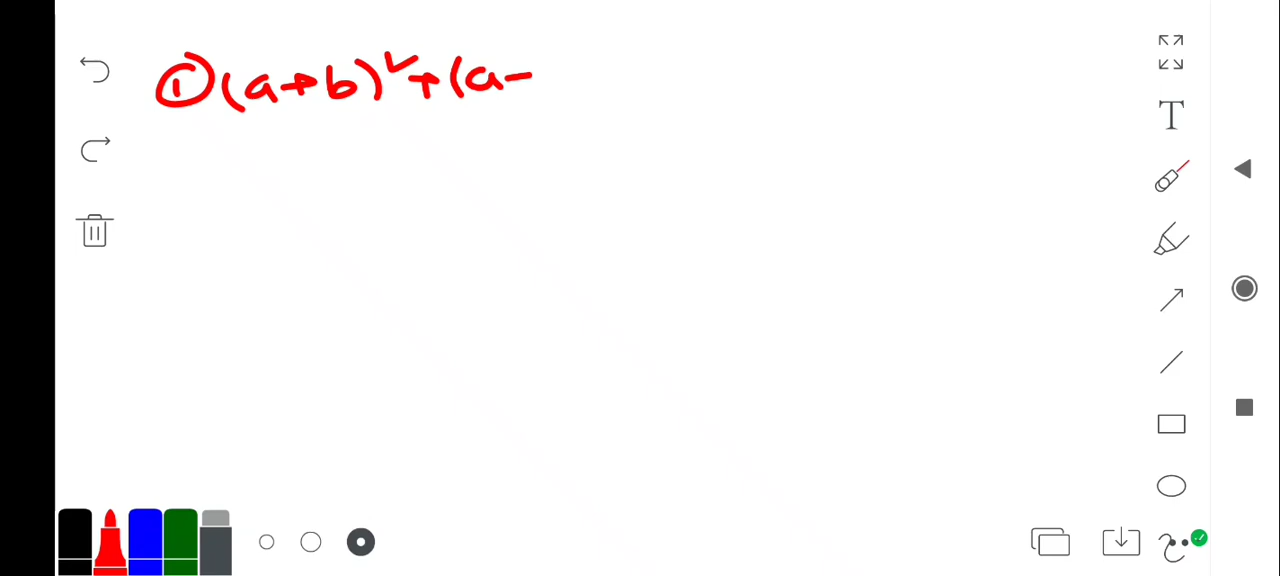 ① (a+b)² + (a-
T